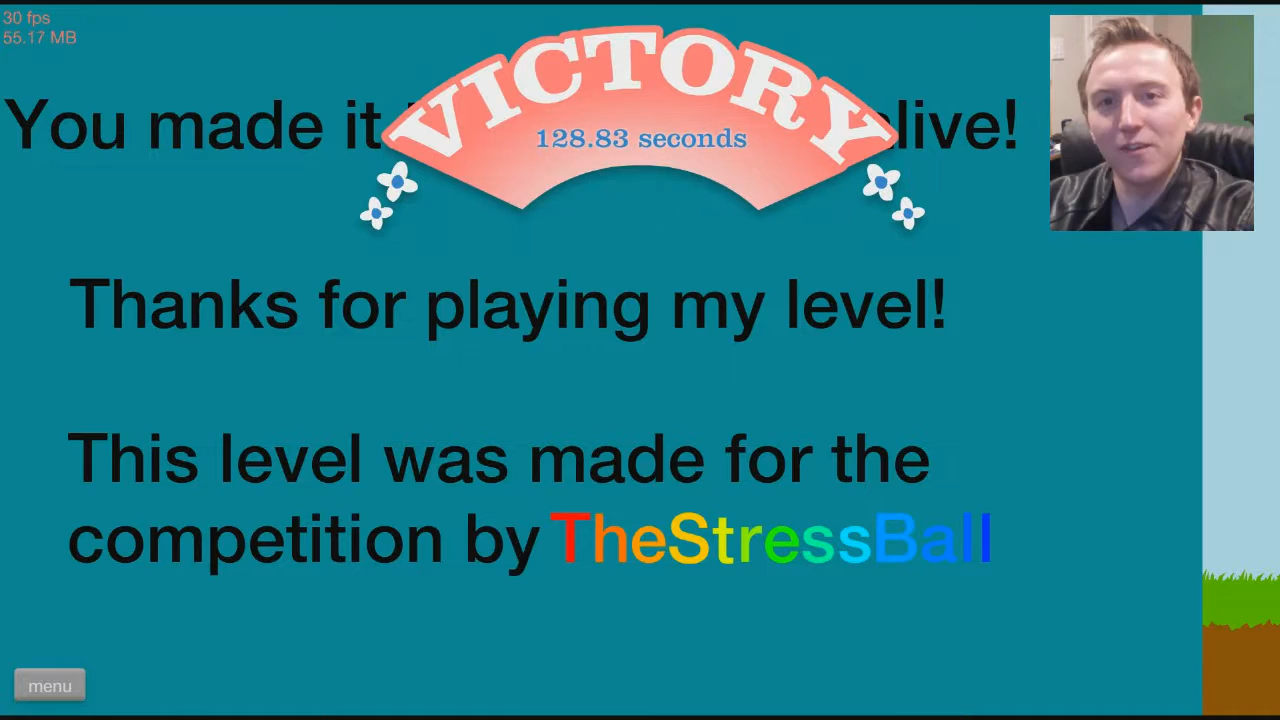 30 fps
55.17 MB
VICTORY
128.83 seconds
You made it alive!
Thanks for playing my level!
This level was made for the
competition by TheStressBall
menu